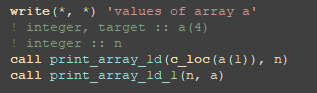 write(*, *) 'values of array a'
! integer, target :: a(4)
! integer :: n
call print_array_1d(c_loc(a(1)), n)
call print_array_1d_1(n, a)